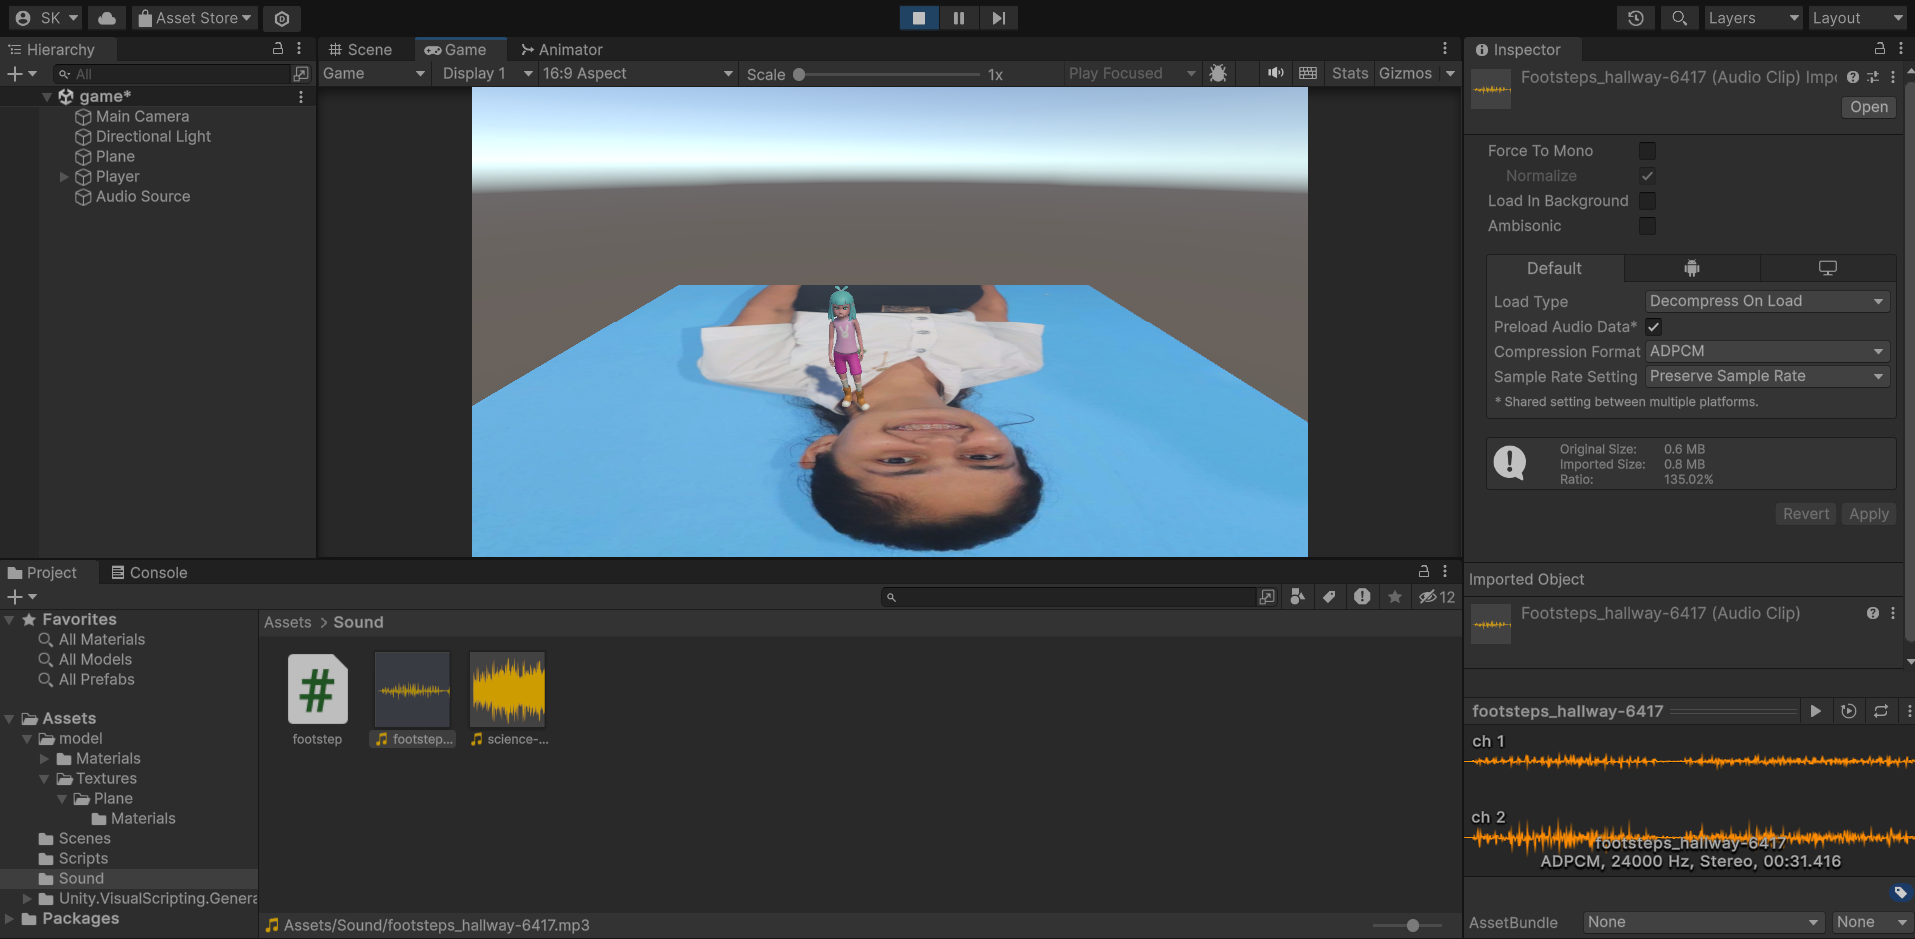 SK
Asset Store
Layers
Layout
Hierarchy
Scene
Game
Animator
Inspector
All
Game
Display 1
16:9 Aspect
Scale
1x
Play Focused
Stats
Gizmos
Footsteps_hallway-6417 (Audio Clip) Impo
Open
game*
Main Camera
Directional Light
Plane
Player
Audio Source
Force To Mono
Normalize
Load In Background
Ambisonic
Default
Load Type
Decompress On Load
Preload Audio Data*
Compression Format
ADPCM
Sample Rate Setting
Preserve Sample Rate
* Shared setting between multiple platforms.
Original Size: 0.6 MB
Imported Size: 0.8 MB
Ratio: 135.02%
Revert
Apply
Imported Object
Footsteps_hallway-6417 (Audio Clip)
Project
Console
12
Favorites
All Materials
All Models
All Prefabs
Assets
model
Materials
Textures
Plane
Materials
Scenes
Scripts
Sound
Unity.VisualScripting.Genera
Packages
Assets > Sound
footstep
footstep...
science-...
Assets/Sound/footsteps_hallway-6417.mp3
footsteps_hallway-6417
ch 1
ch 2
footsteps_hallway-6417
ADPCM, 24000 Hz, Stereo, 00:31.416
AssetBundle
None
None